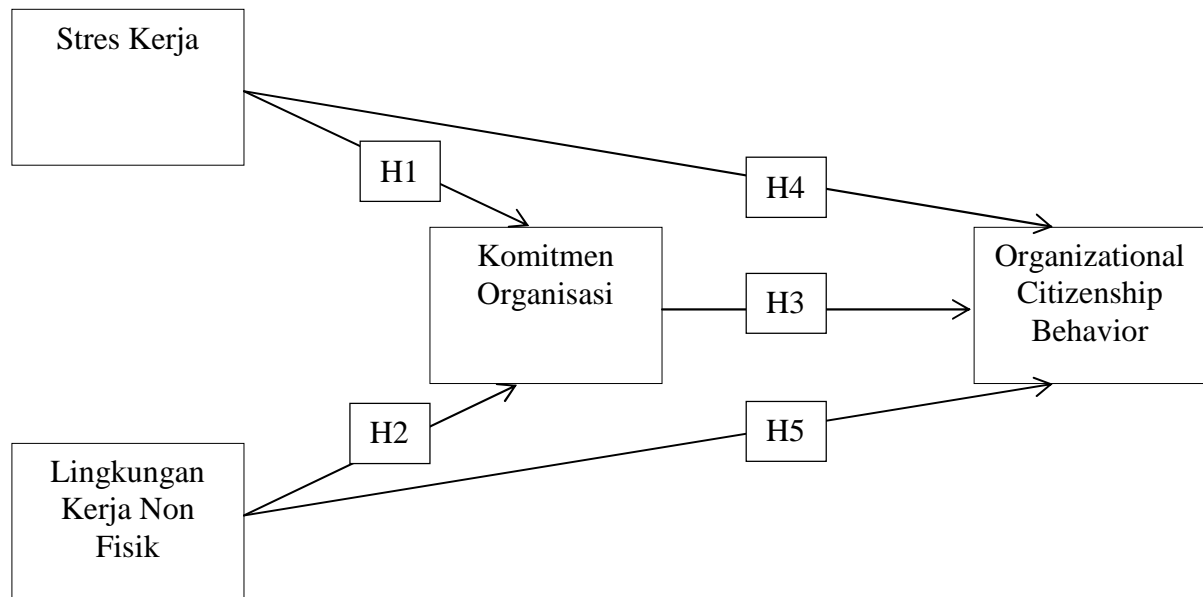 Stres Kerja
H1
H4
Komitmen
Organisasi
H3
Organizational
Citizenship
Behavior
H2
H5
Lingkungan
Kerja Non
Fisik